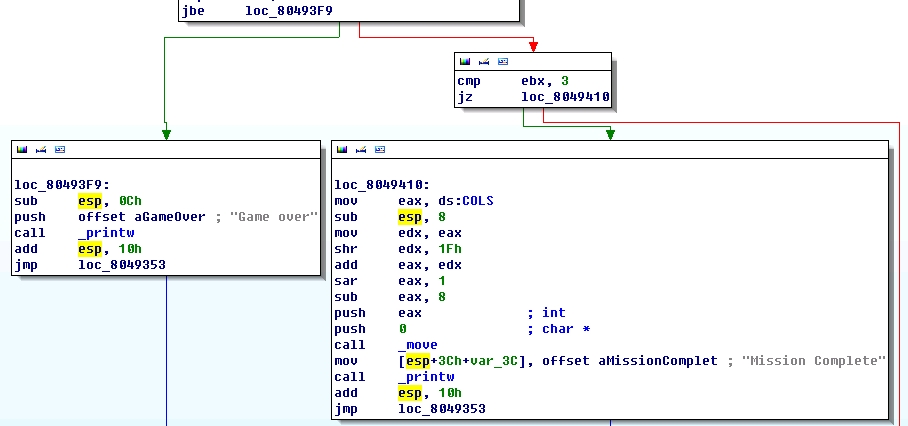 jbe loc_80493F9
cmp ebx, 3
jz loc_8049410
loc_80493F9:
sub esp, 0Ch
push offset aGameOver ; "Game over"
call _printw
add esp, 10h
jmp loc_8049353
loc_8049410:
mov eax, ds:COLS
sub esp, 8
mov edx, eax
shr edx, 1Fh
add eax, edx
sar eax, 1
sub eax, 8
push eax ; int
push 0 ; char *
call _move
mov [esp+3Ch+var_3C], offset aMissionComplet ; "Mission Complete"
call _printw
add esp, 10h
jmp loc_8049353